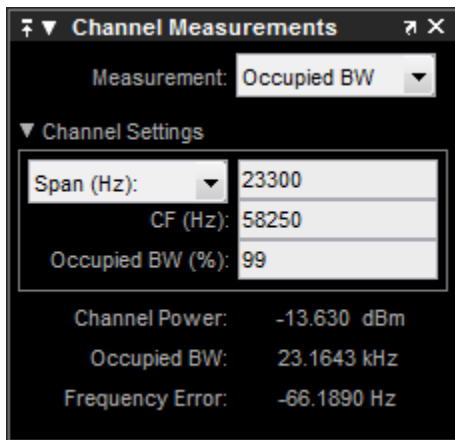 Channel Measurements
Measurement: Occupied BW
Channel Settings
Span (Hz): 23300
CF (Hz): 58250
Occupied BW (%): 99
Channel Power: -13.630 dBm
Occupied BW: 23.1643 kHz
Frequency Error: -66.1890 Hz